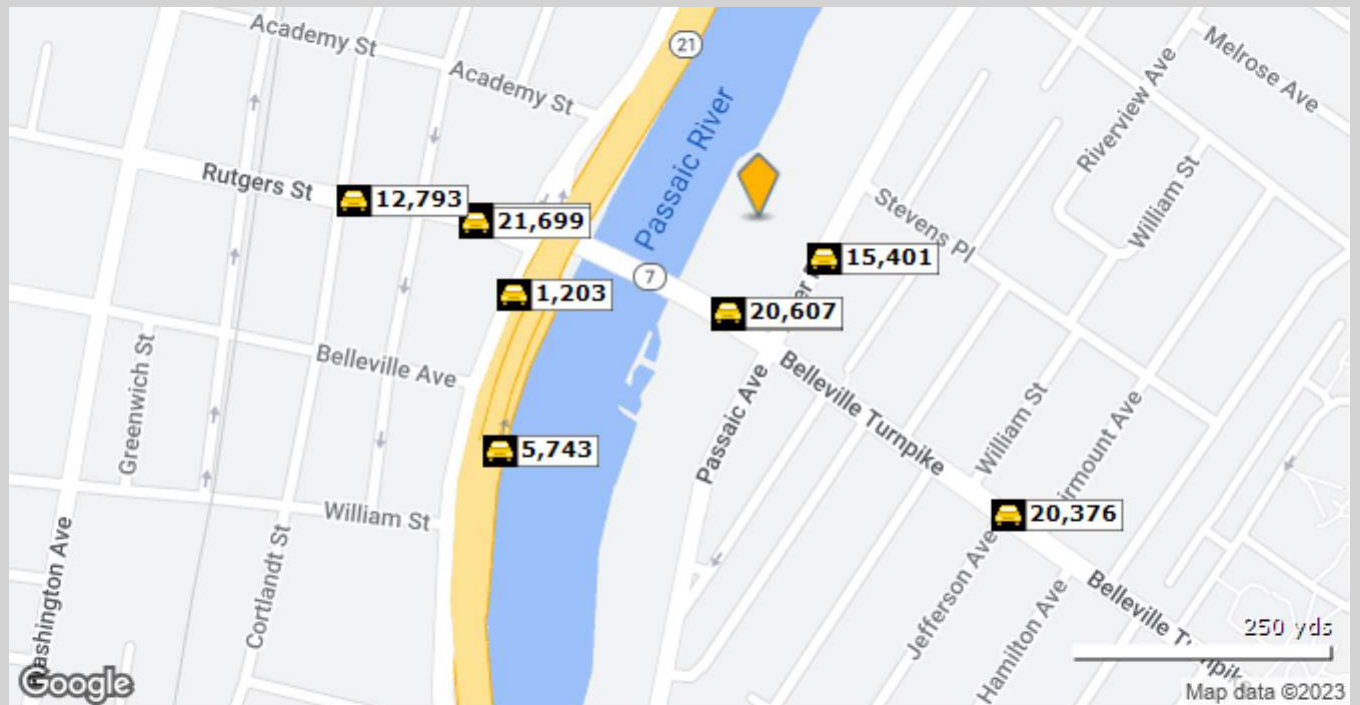 Academy St
Academy St
21
Melrose Ave
Riverview Ave
William St
Rutgers St
12,793
21,699
Passaic River
Stevens Pl
15,401
7
1,203
20,607
Greenwich St
Belleville Ave
Passaic Ave
Belleville Turnpike
William St
5,743
William St
20,376
Cortlandt St
Jefferson Ave
Hamilton Ave
Belleville Turnpike
250 yds
Google
Map data ©2023